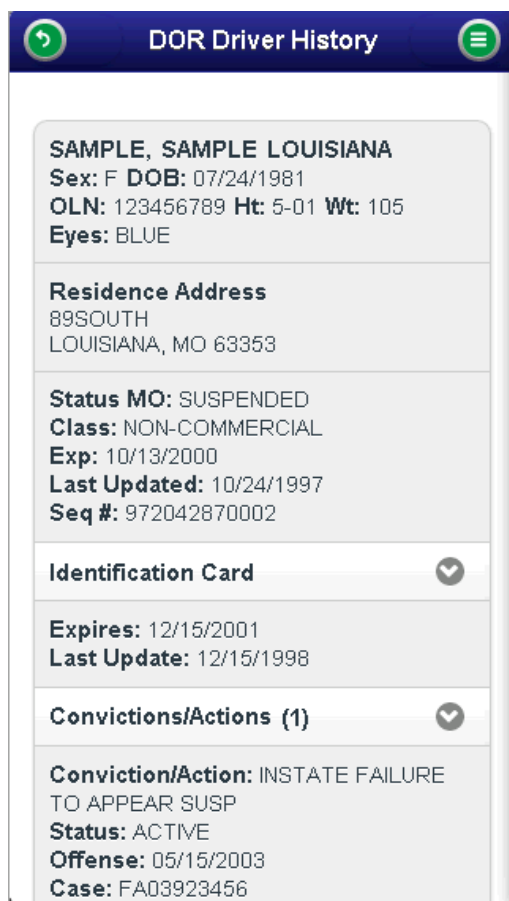 DOR Driver History
SAMPLE, SAMPLE LOUISIANA
Sex: F DOB: 07/24/1981
OLN: 123456789 Ht: 5-01 Wt: 105
Eyes: BLUE
Residence Address
89SOUTH
LOUISIANA, MO 63353
Status MO: SUSPENDED
Class: NON-COMMERCIAL
Exp: 10/13/2000
Last Updated: 10/24/1997
Seq #: 972042870002
Identification Card
Expires: 12/15/2001
Last Update: 12/15/1998
Convictions/Actions (1)
Conviction/Action: INSTATE FAILURE
TO APPEAR SUSP
Status: ACTIVE
Offense: 05/15/2003
Case: FA03923456